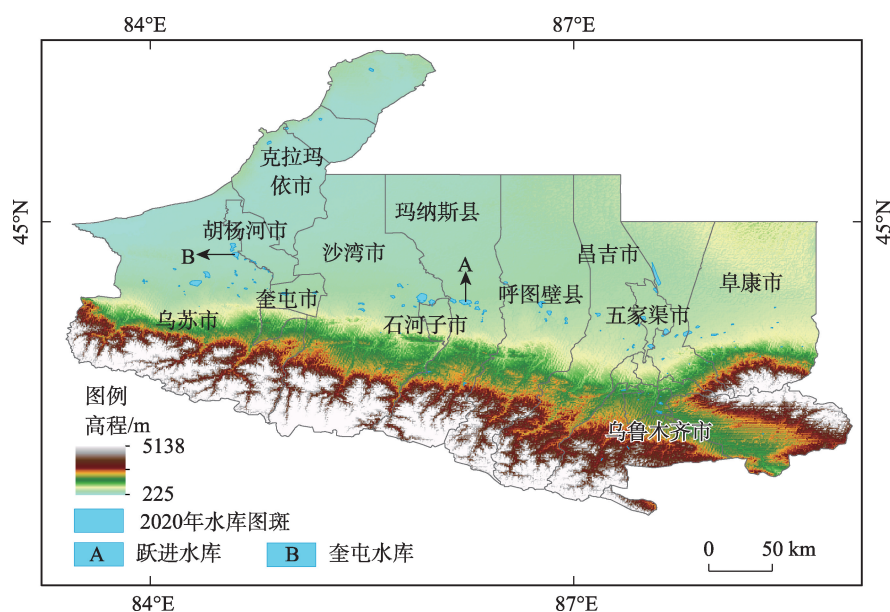 84°E
87°E
45°N
45°N
克拉玛
依市
玛纳斯县
胡杨河市
沙湾市
昌吉市
B
A
阜康市
奎屯市
呼图壁县
乌苏市
石河子市
五家渠市
图例
高程/m
5138
225
乌鲁木齐市
2020年水库图斑
A 跃进水库
B 奎屯水库
0 50 km
84°E
87°E